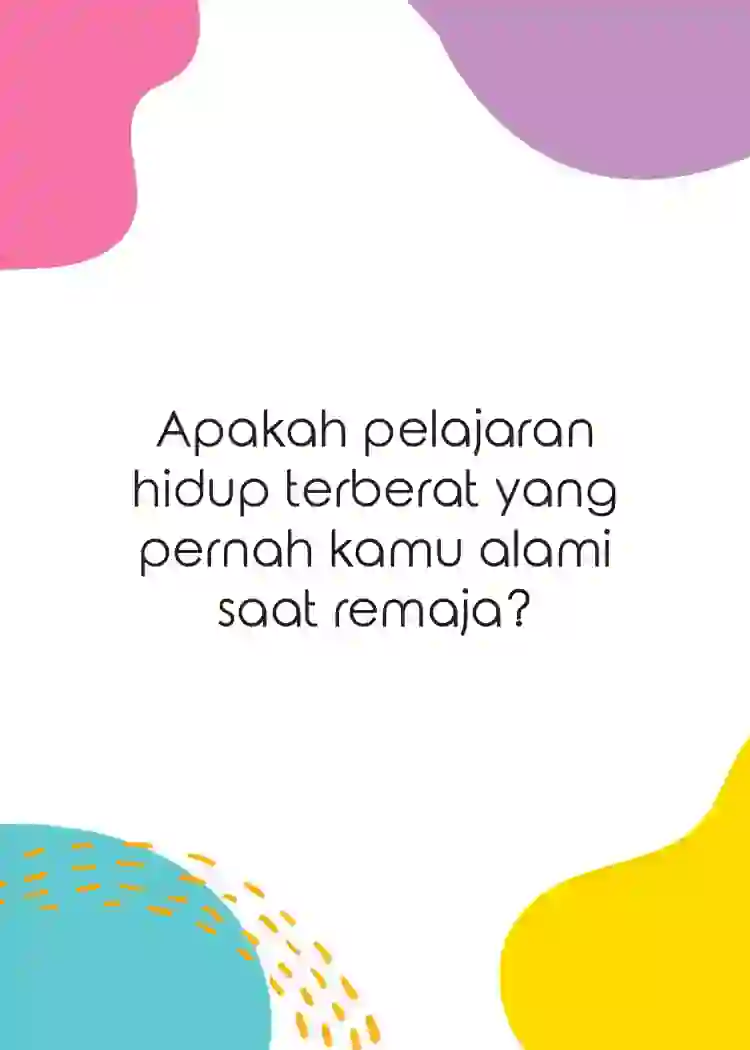 Apakah pelajaran
hidup terberat yang
pernah kamu alami
saat remaja?